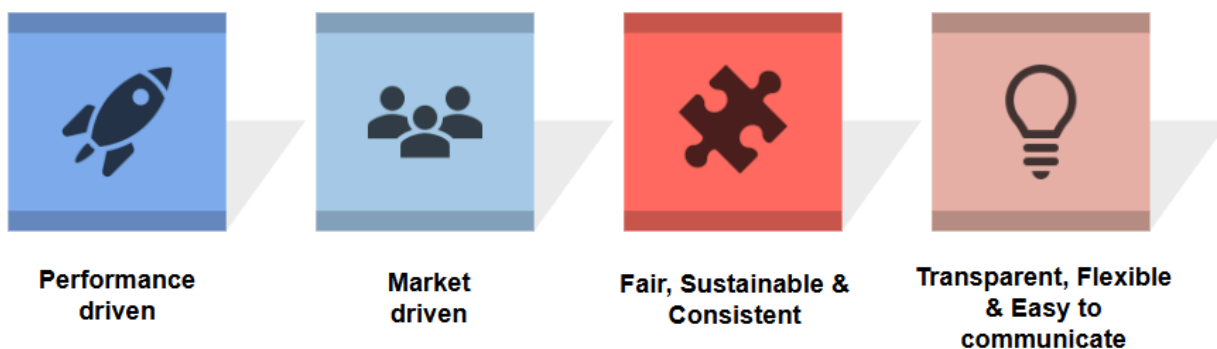 Performance
driven
Market
driven
Fair, Sustainable &
Consistent
Transparent, Flexible
& Easy to
communicate